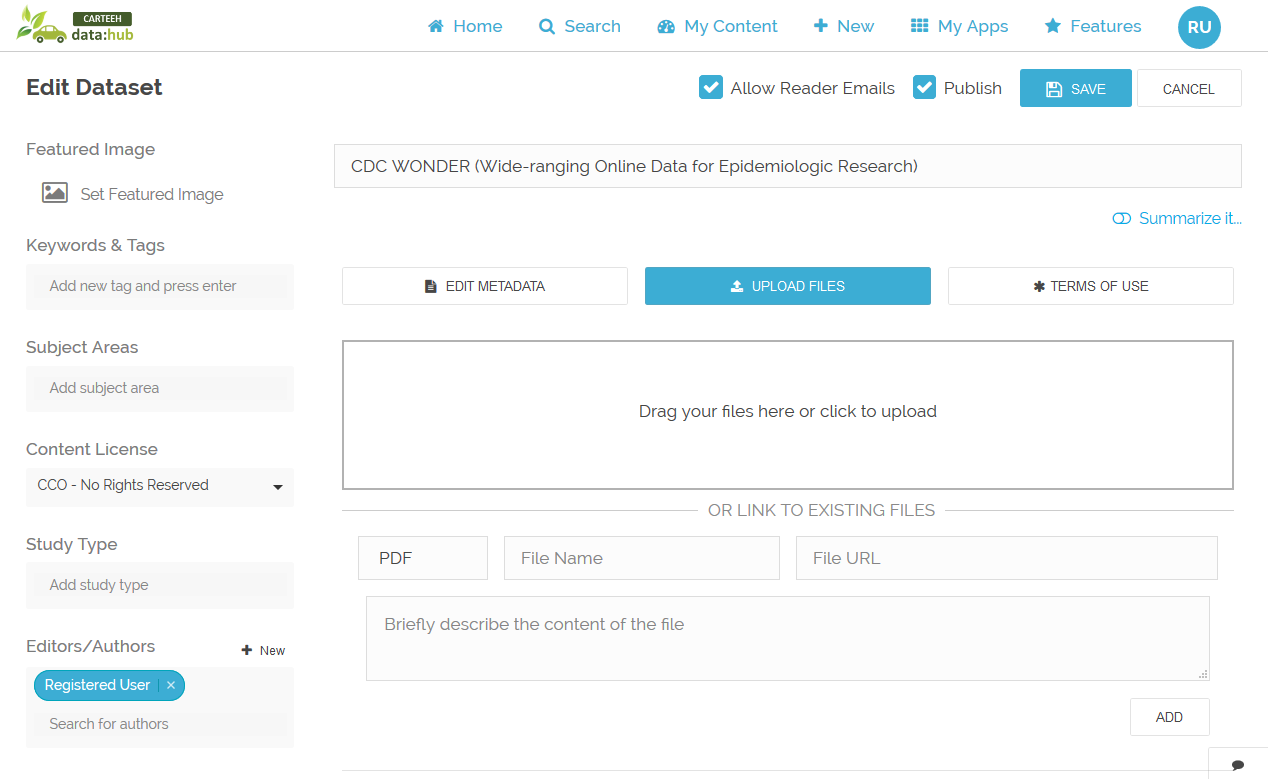 CARTEEH
data:hub
Home
Search
My Content
New
My Apps
Features
RU
Edit Dataset
Allow Reader Emails
Publish
SAVE
CANCEL
Featured Image
Set Featured Image
Keywords & Tags
Add new tag and press enter
Subject Areas
Add subject area
Content License
CCO - No Rights Reserved
Study Type
Add study type
Editors/Authors
New
Registered User
Search for authors
CDC WONDER (Wide-ranging Online Data for Epidemiologic Research)
Summarize it...
EDIT METADATA
UPLOAD FILES
TERMS OF USE
Drag your files here or click to upload
OR LINK TO EXISTING FILES
PDF
File Name
File URL
Briefly describe the content of the file
ADD